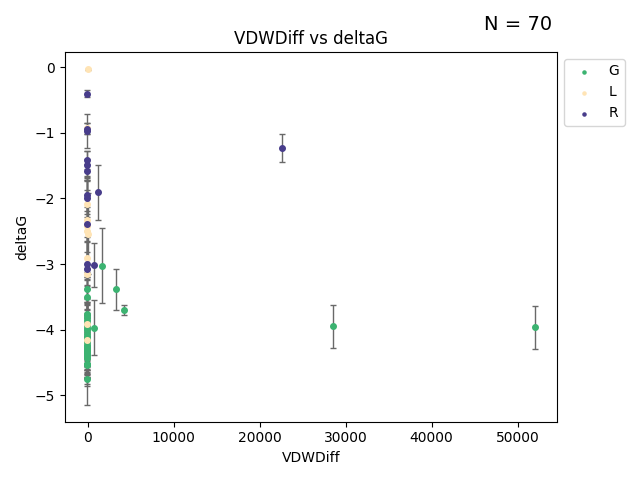 N = 70
VDWDiff vs deltaG
G
L
R
0
−1
−2
−3
−4
−5
deltaG
0
10000
20000
30000
40000
50000
VDWDiff